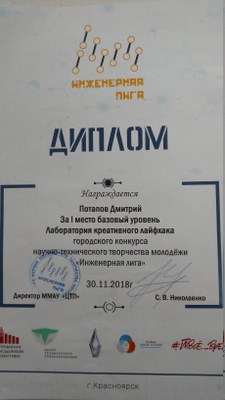 ИНЖЕНЕРНАЯ
ЛИГА
ДИПЛОМ
Награждается
Потапов Дмитрий
За I место базовый уровень
Лаборатория креативного лайфхака
городского конкурса
научно-технического творчества молодёжи
«Инженерная лига»
30.11.2018г
Директор ММАУ «ЦПП»
С. В. Николаенко
г.Красноярск